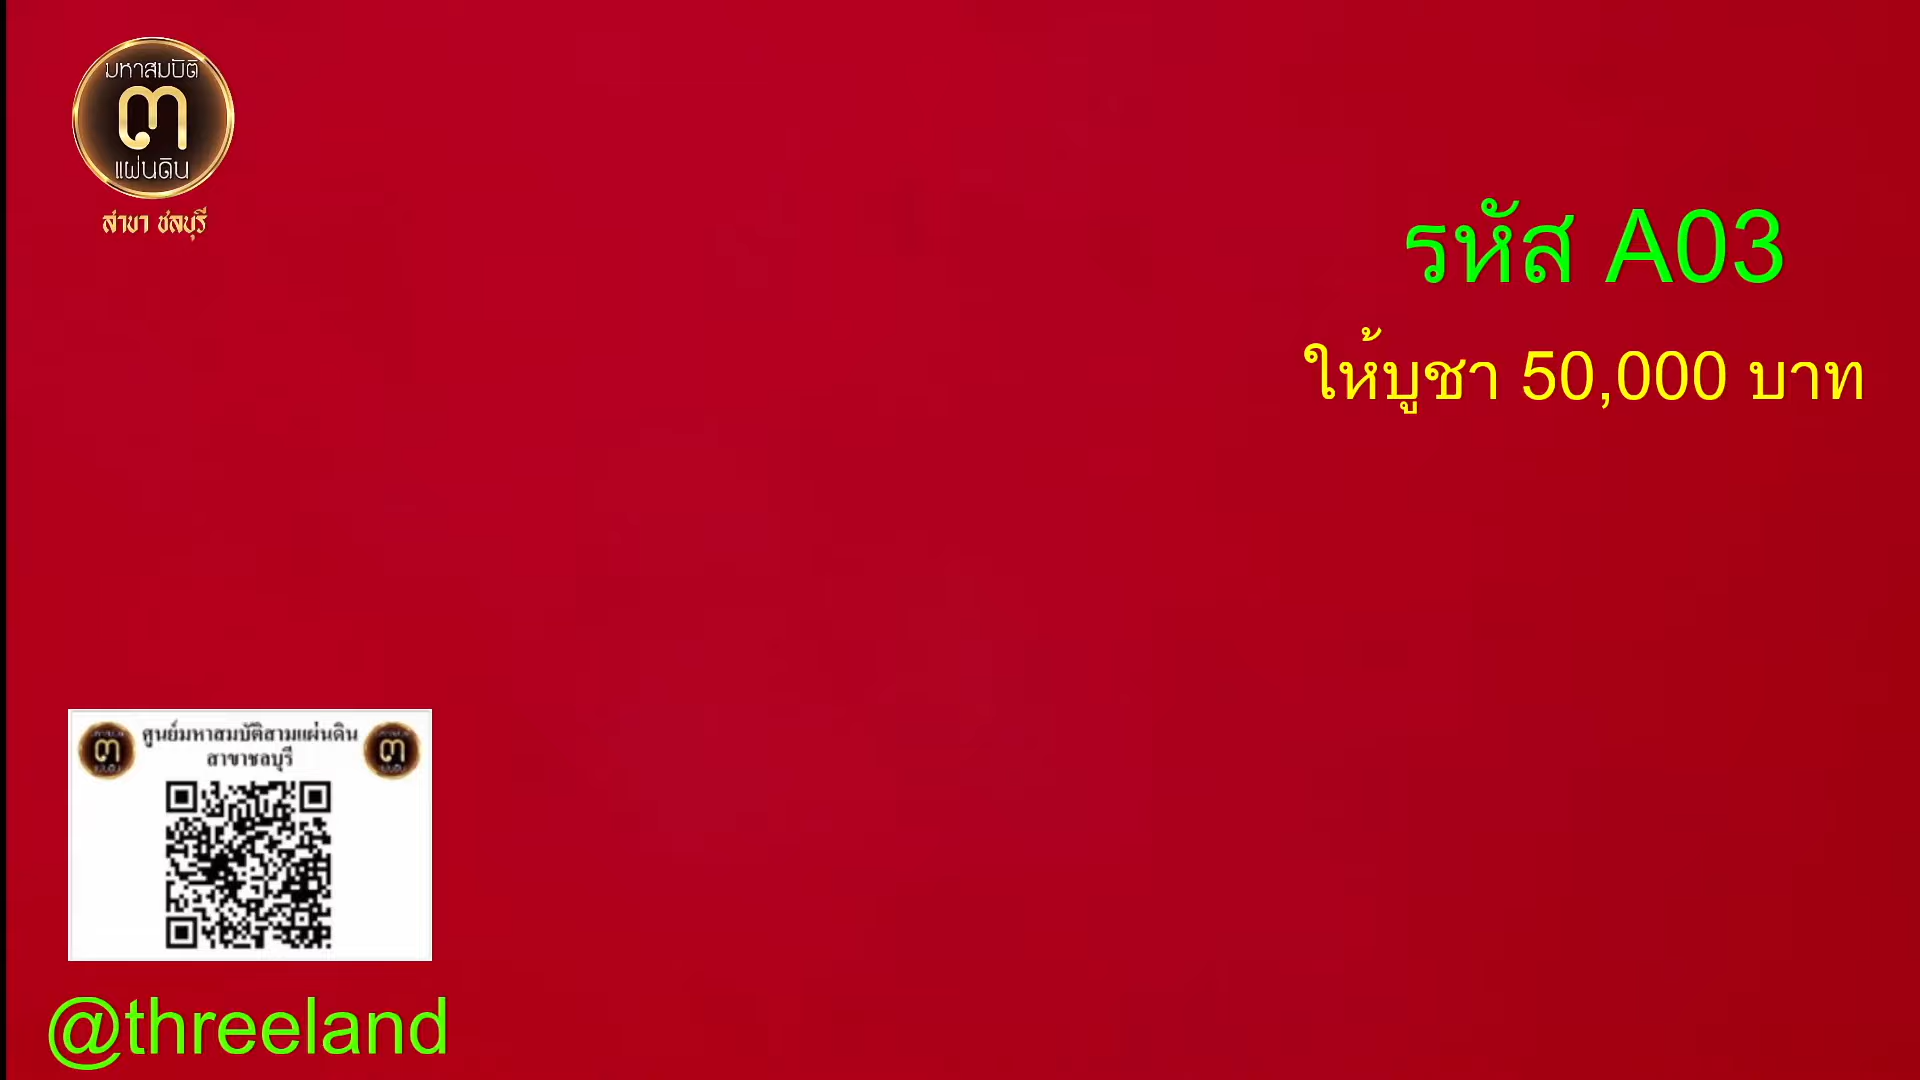 มหาสมบัติ
๓
แผ่นดิน
สาขา ชลบุรี
รหัส A03
ให้บูชา 50,000 บาท
ศูนย์มหาสมบัติสามแผ่นดิน
สาขาชลบุรี
๓
๓
@threeland